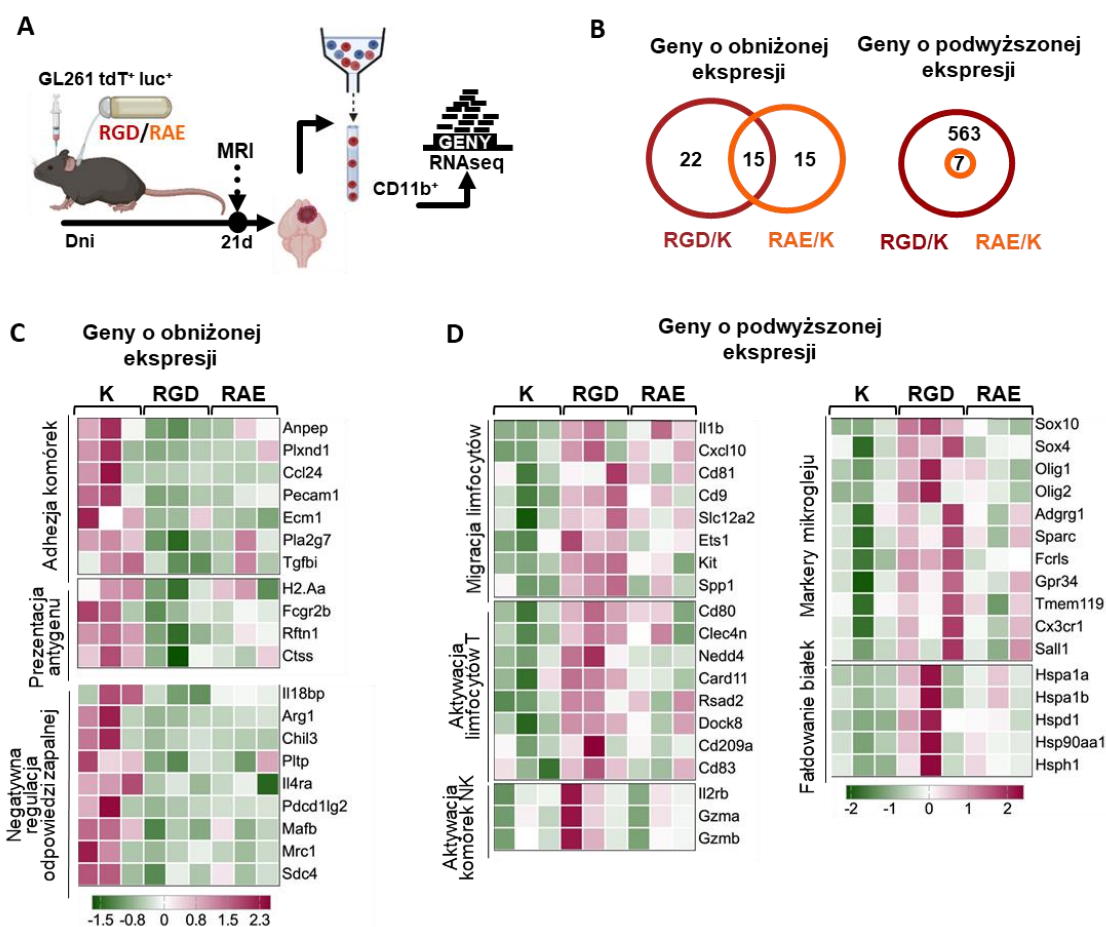 A
GL261 tdT⁺ luc⁺
RGD/RAE
MRI
Dni
21d
CD11b⁺
GENY
RNAseq
B
Geny o obniżonej
ekspresji
22
15
15
RGD/K
RAE/K
Geny o podwyższonej
ekspresji
563
7
RGD/K
RAE/K
C
Geny o obniżonej
ekspresji
K
RGD
RAE
Adhezja komórek
Anpep
Plxnd1
Ccl24
Pecam1
Ecm1
Pla2g7
Tgfbi
Prezentacja
antygenu
H2.Aa
Fcgr2b
Rftn1
Ctss
Negatywna
regulacja
odpowiedzi zapalnej
Il18bp
Arg1
Chil3
Pltp
Il4ra
Pdcd1lg2
Mafb
Mrc1
Sdc4
-1.5 -0.8 0 0.8 1.5 2.3
D
Geny o podwyższonej
ekspresji
K
RGD
RAE
Migracja limfocytów
Il1b
Cxcl10
Cd81
Cd9
Slc12a2
Ets1
Kit
Spp1
Aktywacja
limfocytów T
Cd80
Clec4n
Nedd4
Card11
Rsad2
Dock8
Cd209a
Cd83
Aktywacja
komórek NK
Il2rb
Gzma
Gzmb
K
RGD
RAE
Markery mikrogleju
Sox10
Sox4
Olig1
Olig2
Adgrg1
Sparc
Fcrls
Gpr34
Tmem119
Cx3cr1
Sall1
Fałdowanie białek
Hspa1a
Hspa1b
Hspd1
Hsp90aa1
Hsph1
-2 -1 0 1 2